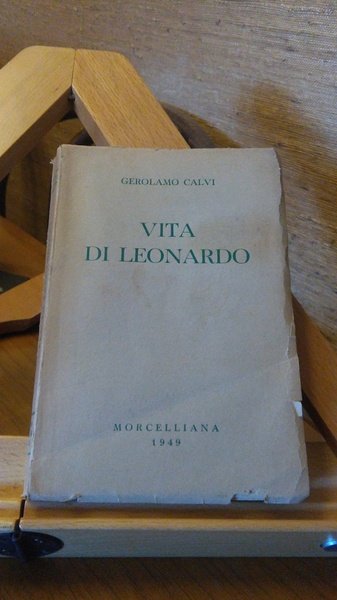 GEROLAMO CALVI
VITA
DI LEONARDO
MORCELLIANA
1949